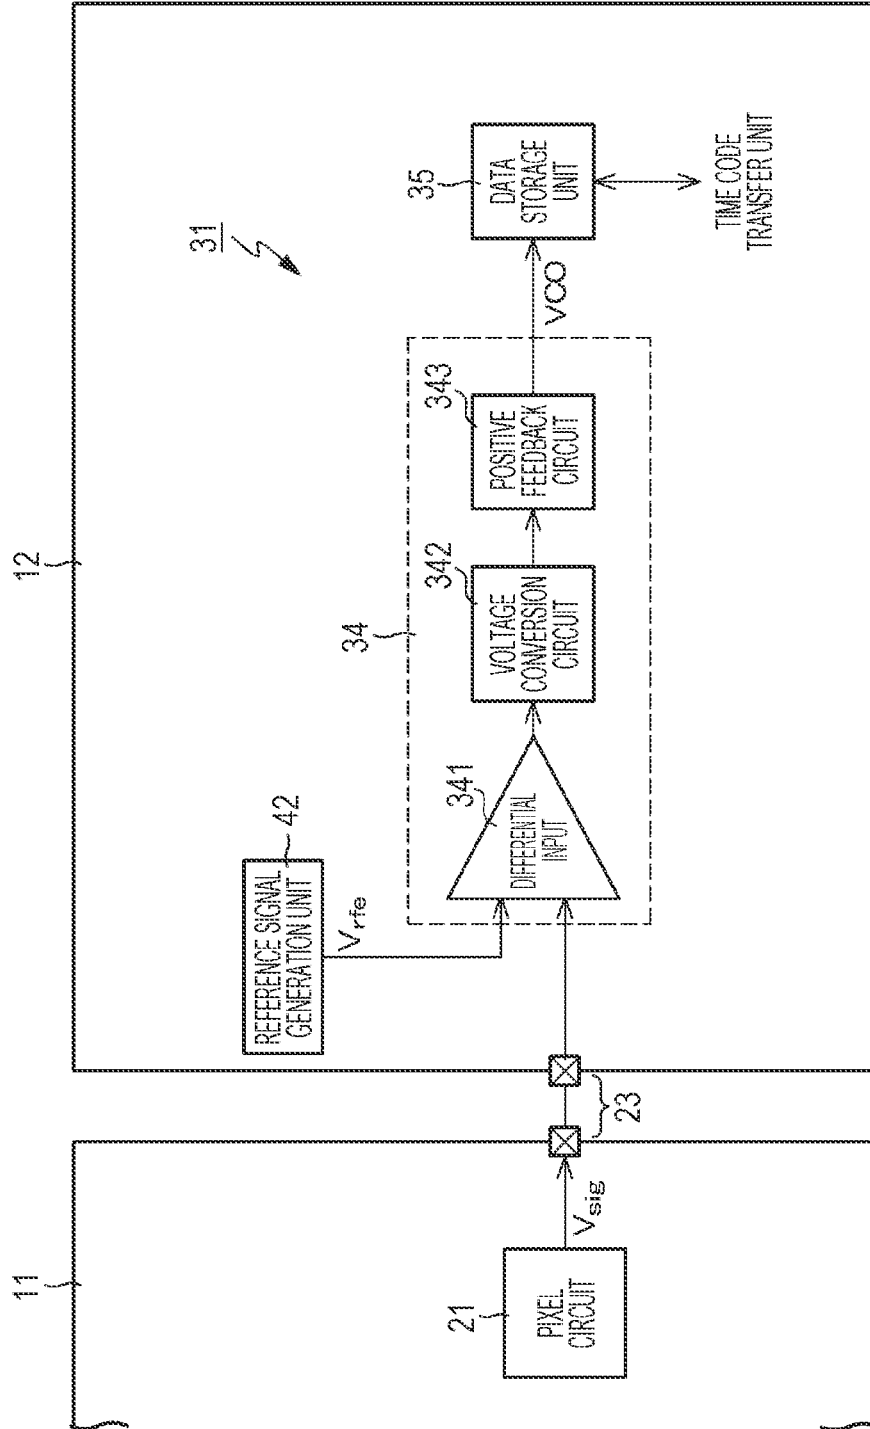 11
12
31
21
PIXEL
CIRCUIT
Vsig
23
REFERENCE SIGNAL
GENERATION UNIT
42
Vrfe
34
341
DIFFERENTIAL
INPUT
342
VOLTAGE
CONVERSION
CIRCUIT
343
POSITIVE
FEEDBACK
CIRCUIT
VCO
35
DATA
STORAGE
UNIT
TIME CODE
TRANSFER UNIT